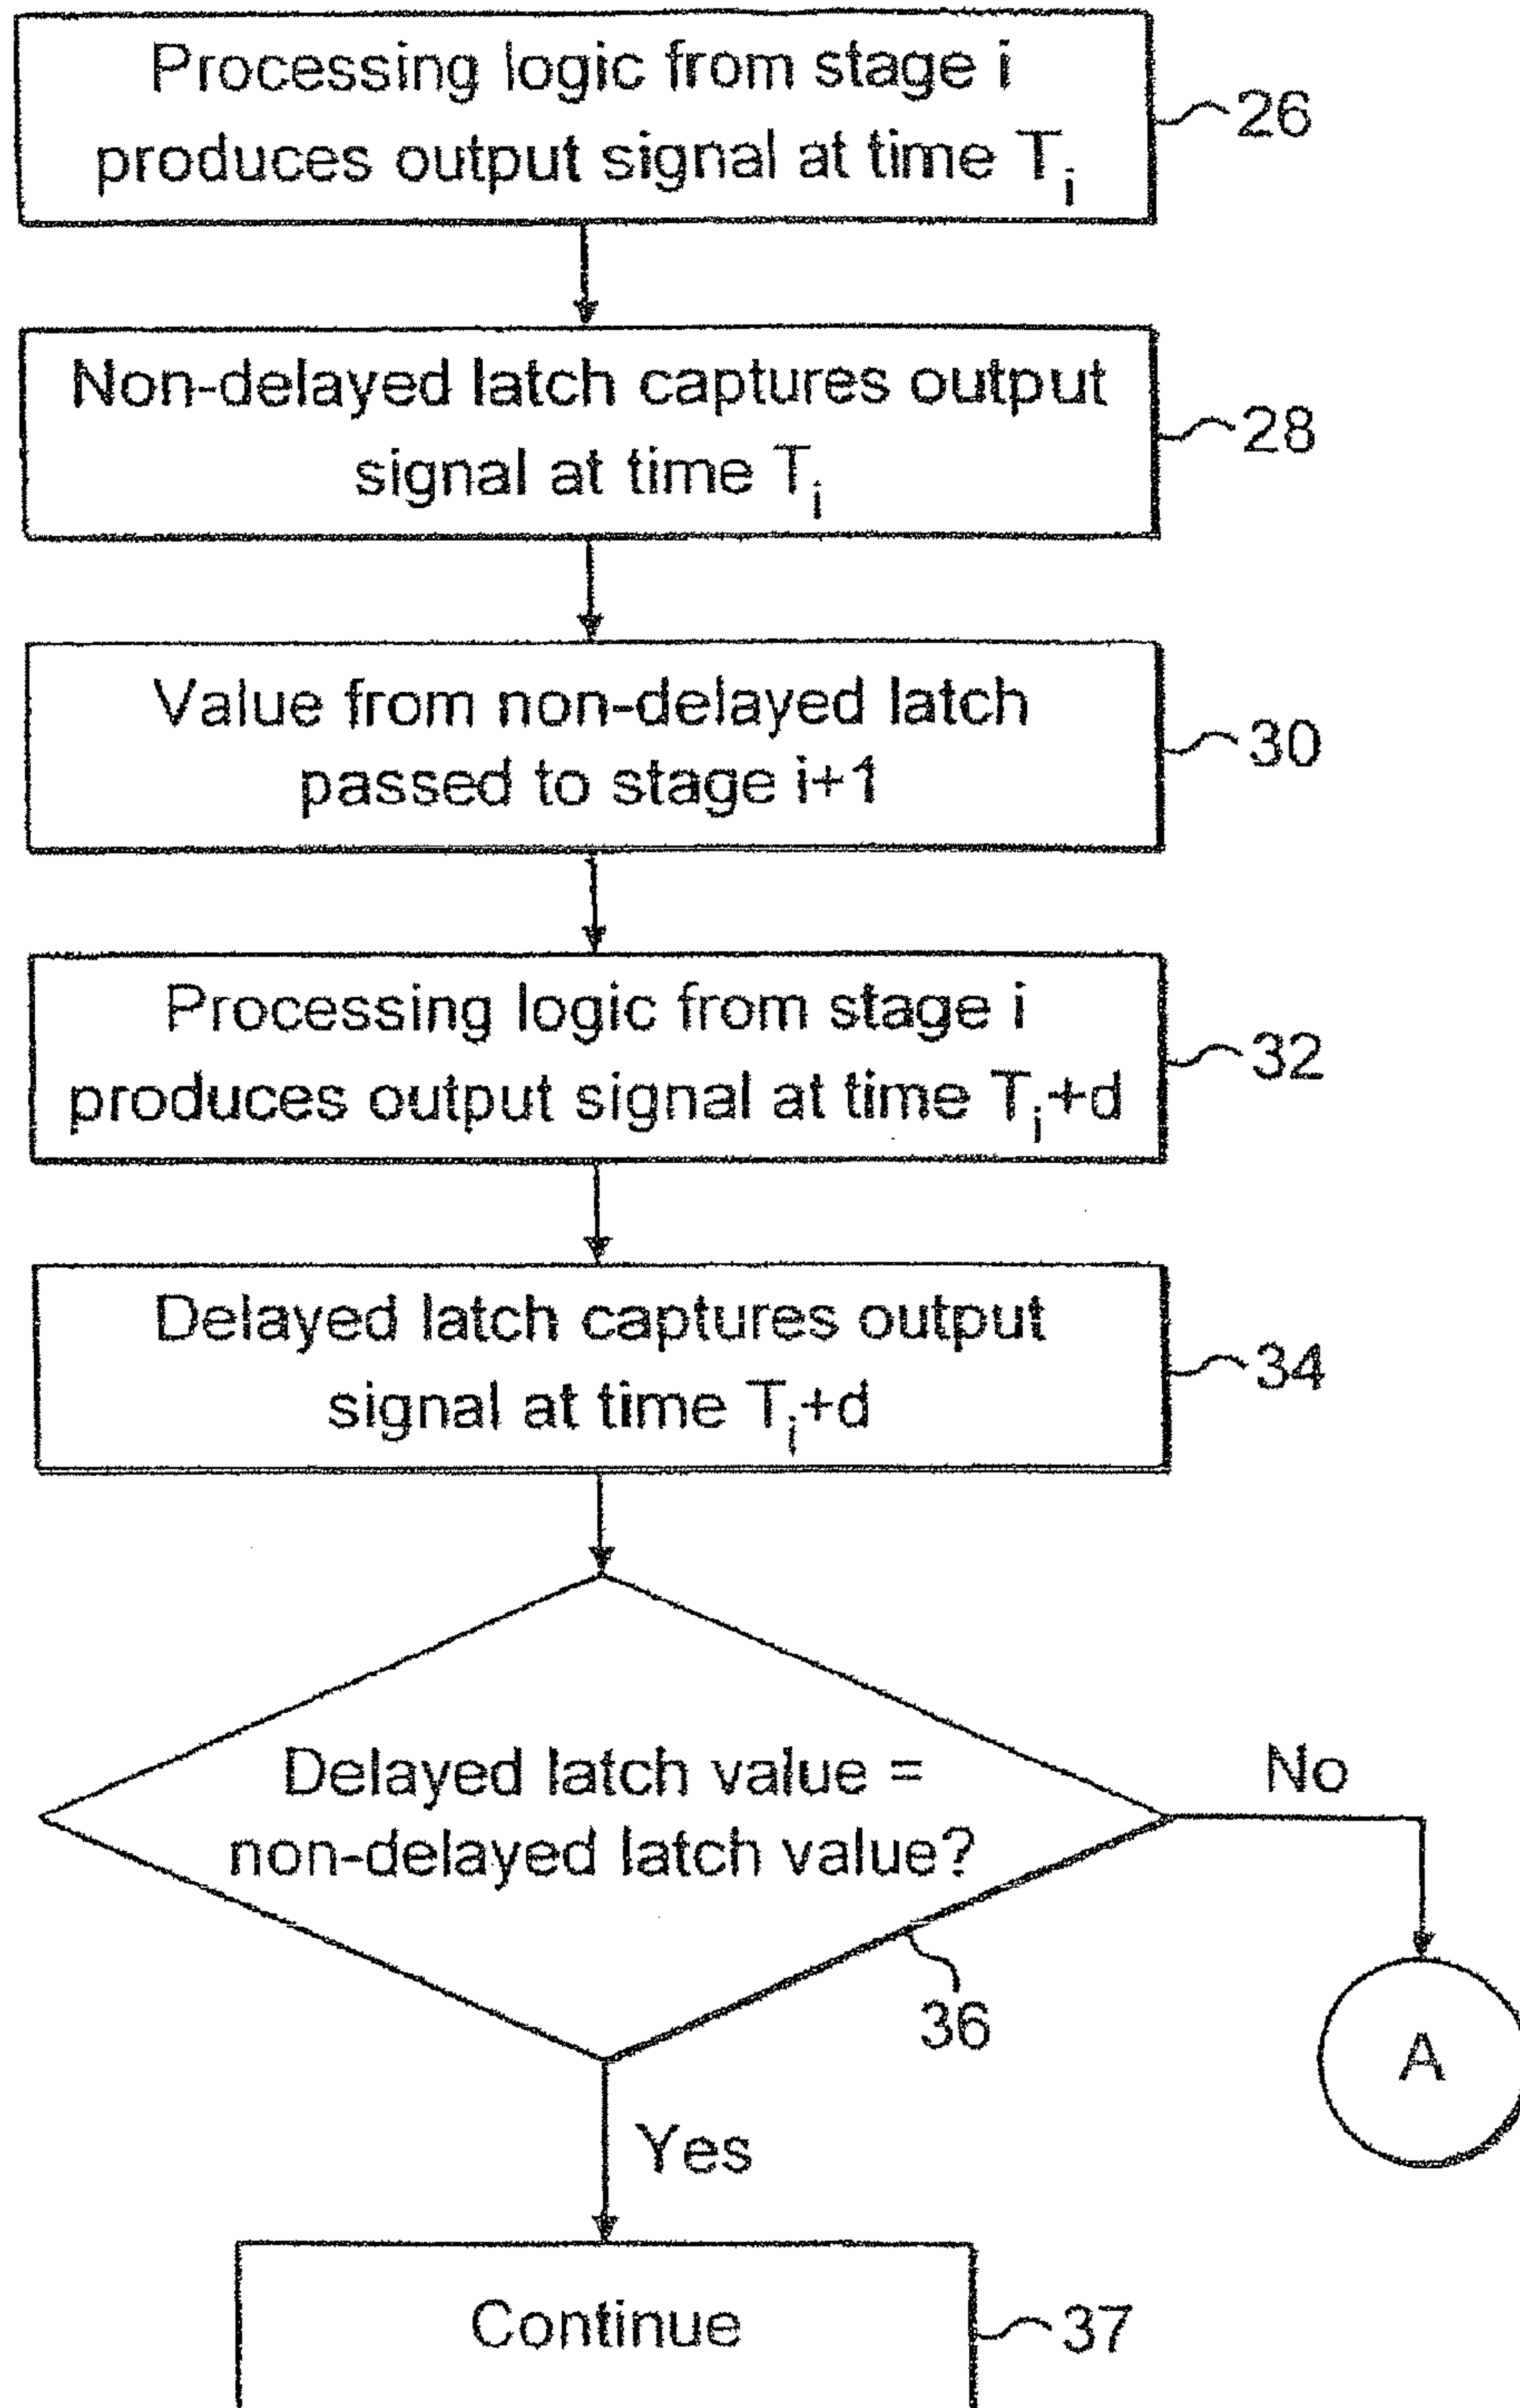 Processing logic from stage i
produces output signal at time Ti
26
Non-delayed latch captures output
signal at time Ti
28
Value from non-delayed latch
passed to stage i+1
30
Processing logic from stage i
produces output signal at time Ti+d
32
Delayed latch captures output
signal at time Ti+d
34
Delayed latch value =
non-delayed latch value?
No
36
A
Yes
Continue
37